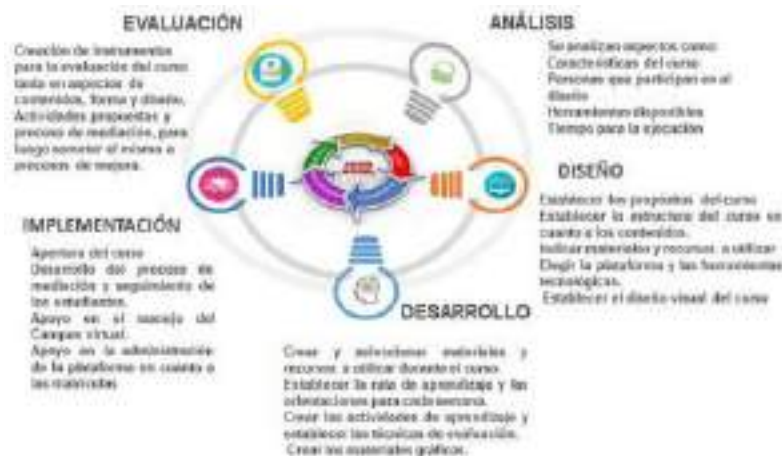 EVALUACIÓN
Creación de instrumentos
para la evaluación del curso
tanto en aspectos de
contenidos, forma y diseño.
Actividades propuestas y
proceso de mediación, para
luego someter el mismo a
procesos de mejora.
ANÁLISIS
Se analizan aspectos como
Características del curso
Personas que participan en el
diseño
Herramientas disponibles
Tiempo para la ejecución
DISEÑO
Establecer los propósitos del curso
Establecer la estructura del curso en
cuanto a los contenidos.
Indicar materiales y recursos a utilizar
Elegir la plataforma y las herramientas
tecnológicas.
Establecer el diseño visual del curso
IMPLEMENTACIÓN
Apertura del curso
Desarrollo del proceso de
mediación y seguimiento de
los estudiantes.
Apoyo en el manejo del
Campus virtual.
Apoyo en la administración
de la plataforma en cuanto a
las matrículas
DESARROLLO
Crear y seleccionar materiales y
recursos a utilizar durante el curso.
Establecer la ruta de aprendizaje y las
orientaciones para cada semana.
Crear las actividades de aprendizaje y
establecer las técnicas de evaluación.
Crear los materiales gráficos.